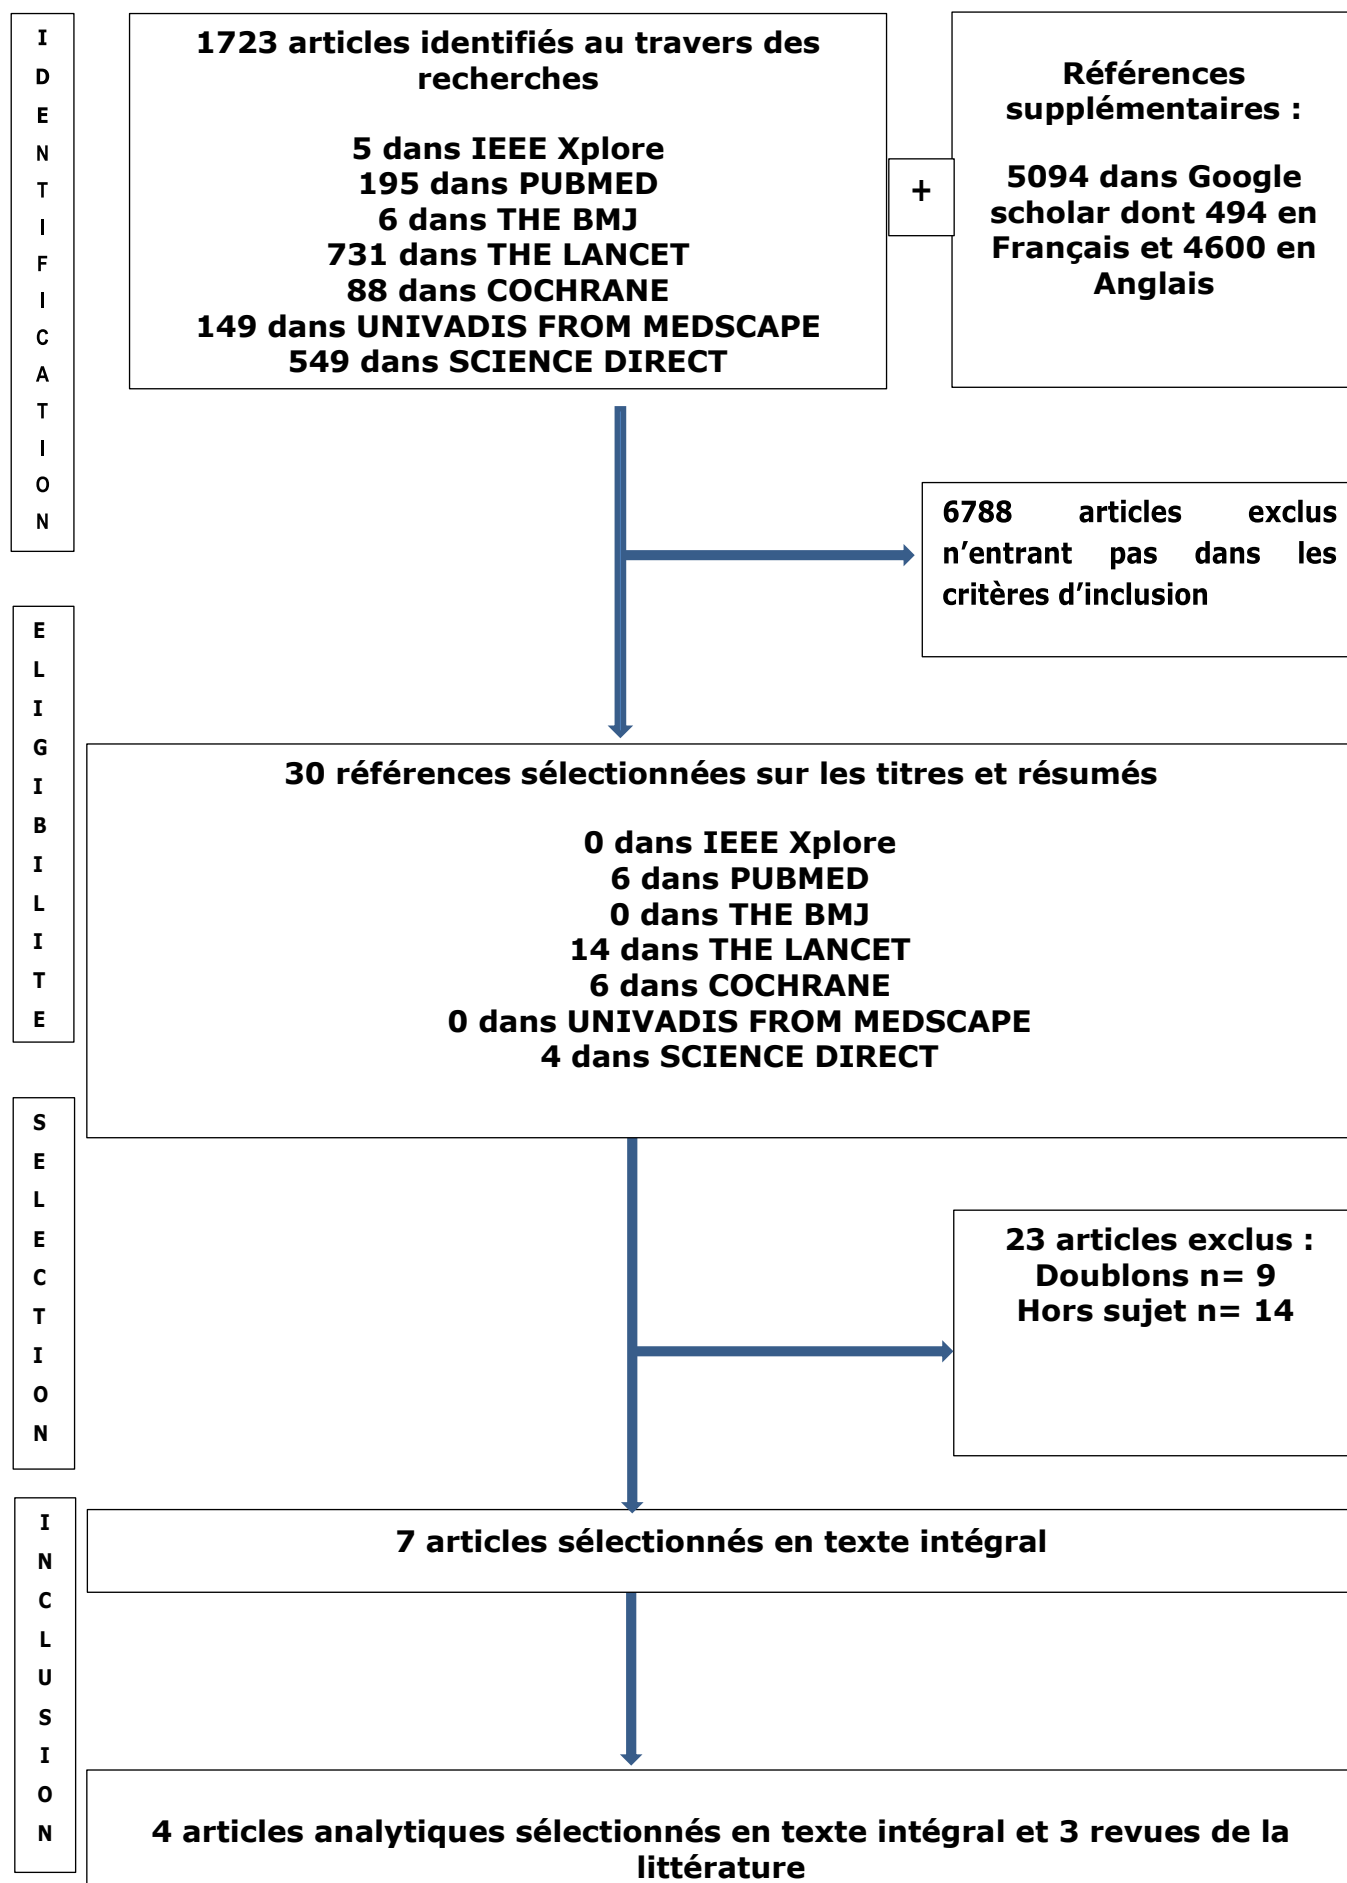 IDENTIFICATION
1723 articles identifiés au travers des
recherches
5 dans IEEE Xplore
195 dans PUBMED
6 dans THE BMJ
731 dans THE LANCET
88 dans COCHRANE
149 dans UNIVADIS FROM MEDSCAPE
549 dans SCIENCE DIRECT
+
Références
supplémentaires :
5094 dans Google
scholar dont 494 en
Français et 4600 en
Anglais
6788 articles exclus
n’entrant pas dans les
critères d’inclusion
ELIGIBILITE
30 références sélectionnées sur les titres et résumés
0 dans IEEE Xplore
6 dans PUBMED
0 dans THE BMJ
14 dans THE LANCET
6 dans COCHRANE
0 dans UNIVADIS FROM MEDSCAPE
4 dans SCIENCE DIRECT
SELECTION
23 articles exclus :
Doublons n= 9
Hors sujet n= 14
INCLUSION
7 articles sélectionnés en texte intégral
4 articles analytiques sélectionnés en texte intégral et 3 revues de la
littérature